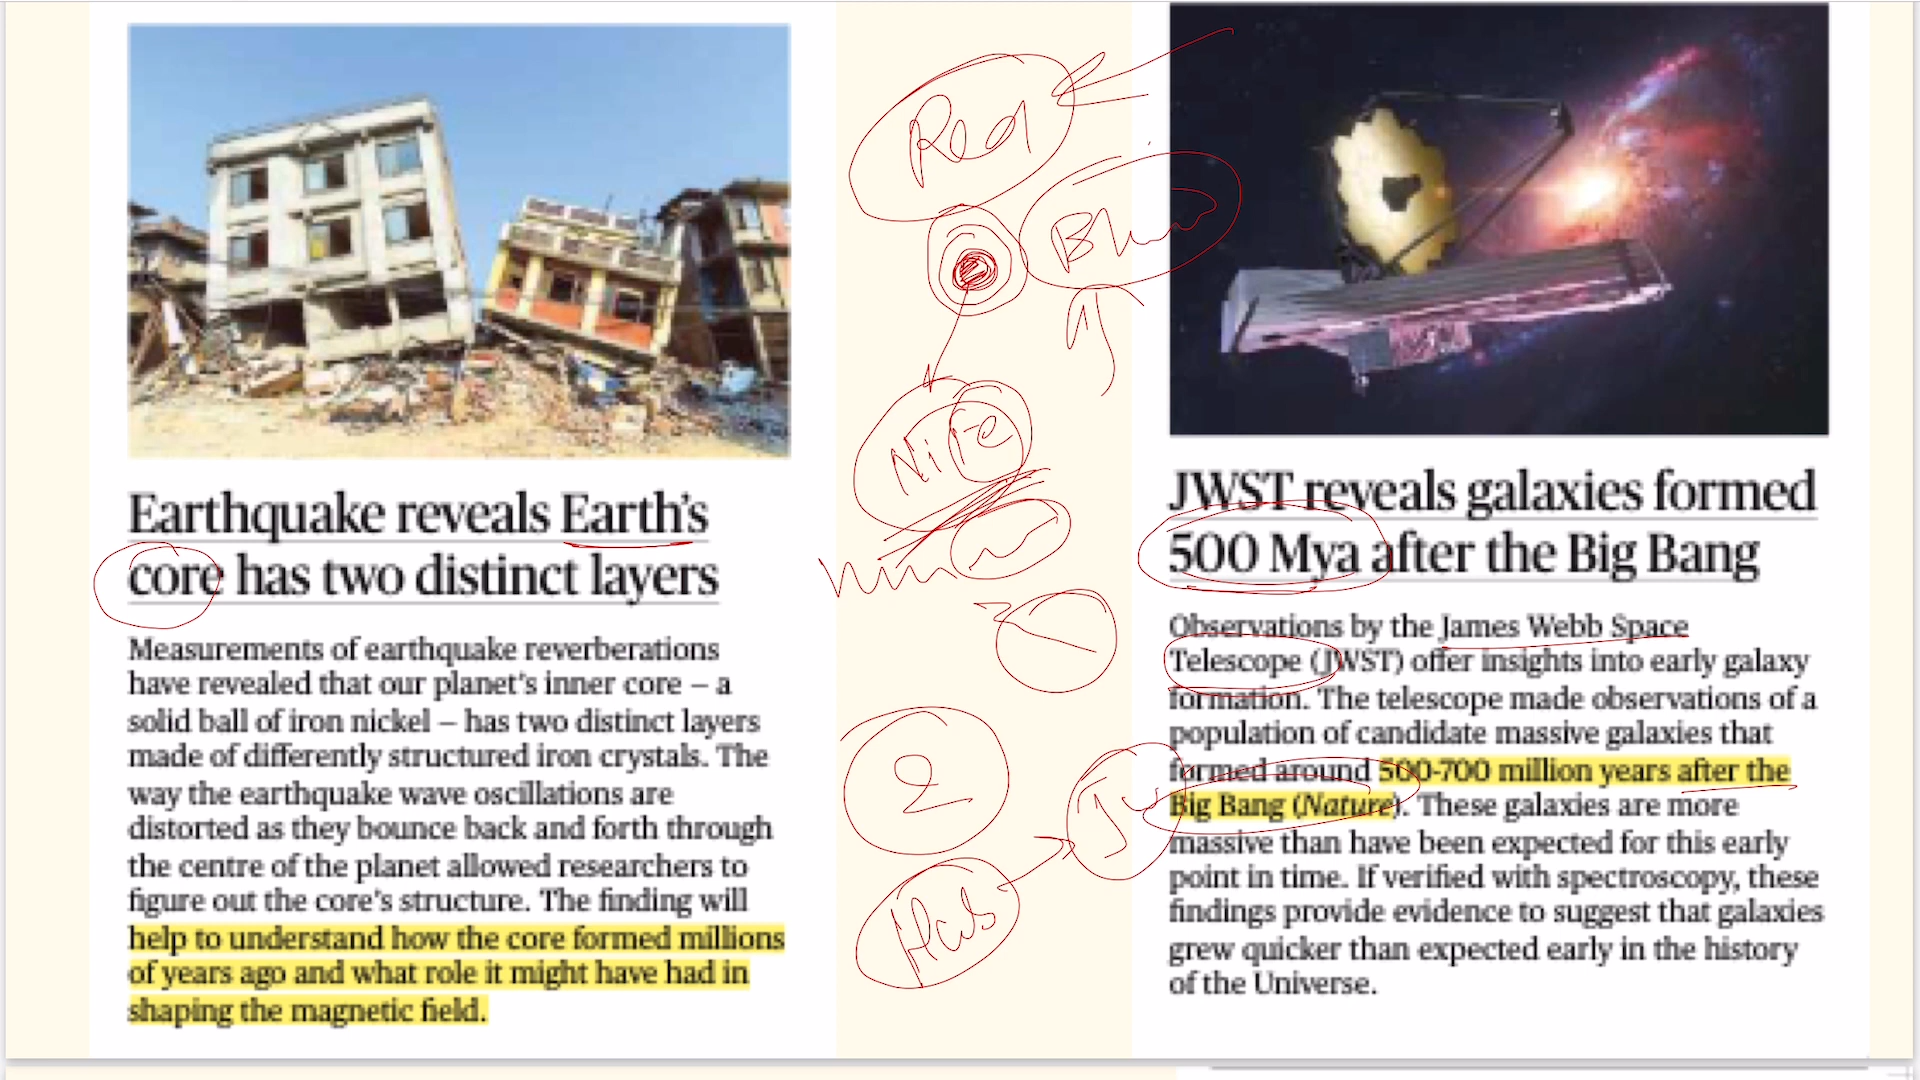 Earthquake reveals Earth's
core has two distinct layers
Measurements of earthquake reverberations
have revealed that our planet's inner core – a
solid ball of iron nickel – has two distinct layers
made of differently structured iron crystals. The
way the earthquake wave oscillations are
distorted as they bounce back and forth through
the centre of the planet allowed researchers to
figure out the core's structure. The finding will
help to understand how the core formed millions
of years ago and what role it might have had in
shaping the magnetic field.
Red
NiFe
2
JWST reveals galaxies formed
500 Mya after the Big Bang
Observations by the James Webb Space
Telescope (JWST) offer insights into early galaxy
formation. The telescope made observations of a
population of candidate massive galaxies that
formed around 500-700 million years after the
Big Bang (Nature). These galaxies are more
massive than have been expected for this early
point in time. If verified with spectroscopy, these
findings provide evidence to suggest that galaxies
grew quicker than expected early in the history
of the Universe.